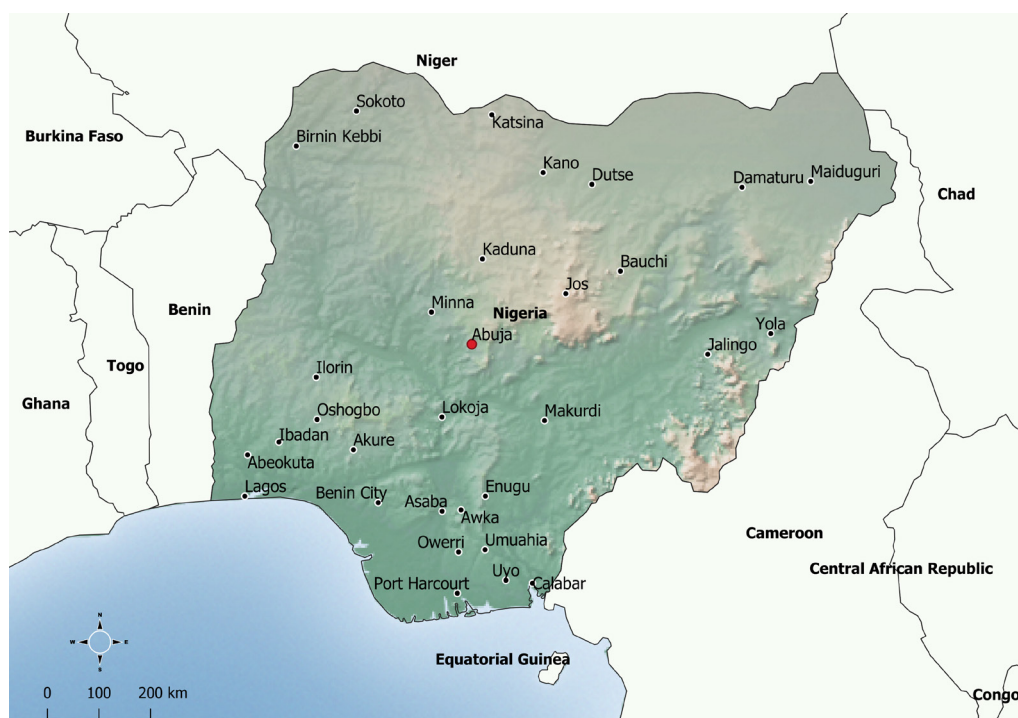 Niger
Sokoto
Katsina
Burkina Faso
Birnin Kebbi
Kano
Dutse
Damaturu
Maiduguri
Chad
Kaduna
Bauchi
Jos
Benin
Minna
Nigeria
Abuja
Yola
Jalingo
Togo
Ilorin
Ghana
Oshogbo
Lokoja
Makurdi
Ibadan
Akure
Abeokuta
Lagos
Benin City
Enugu
Asaba
Awka
Cameroon
Owerri
Umuahia
Central African Republic
Uyo
Port Harcourt
Calabar
N
W
E
S
Equatorial Guinea
0 100 200 km
Congo